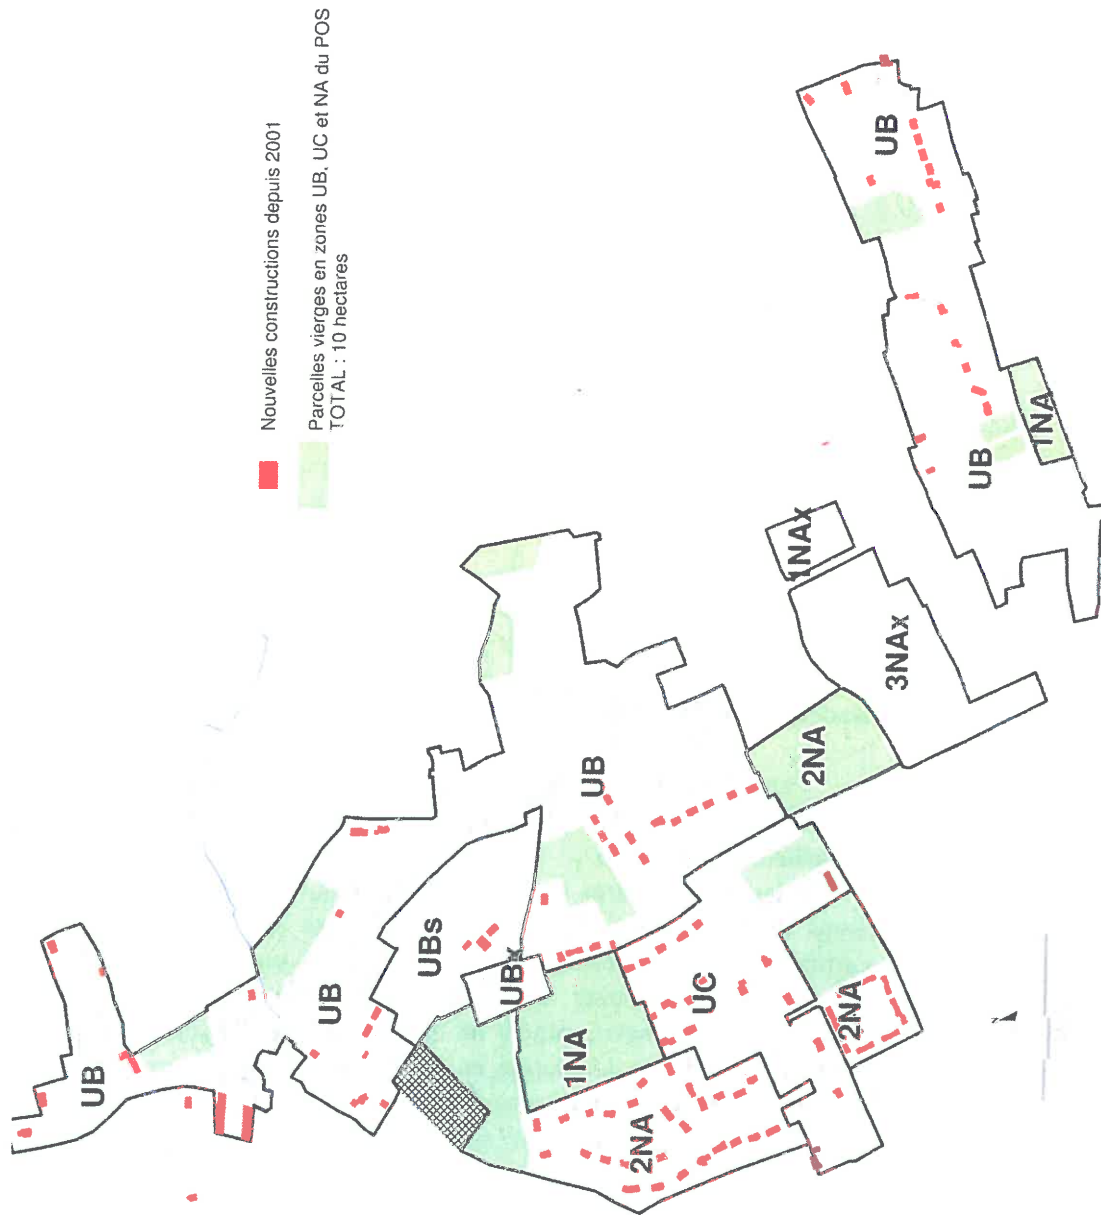 Nouvelles constructions depuis 2001
Parcelles vierges en zones UB, UC et NA du POS
TOTAL : 10 hectares
UB
UB
UBs
UBx
UB
1NA
2NA
UC
2NA
2NA
3NAx
1NAx
UB
1NA
UB